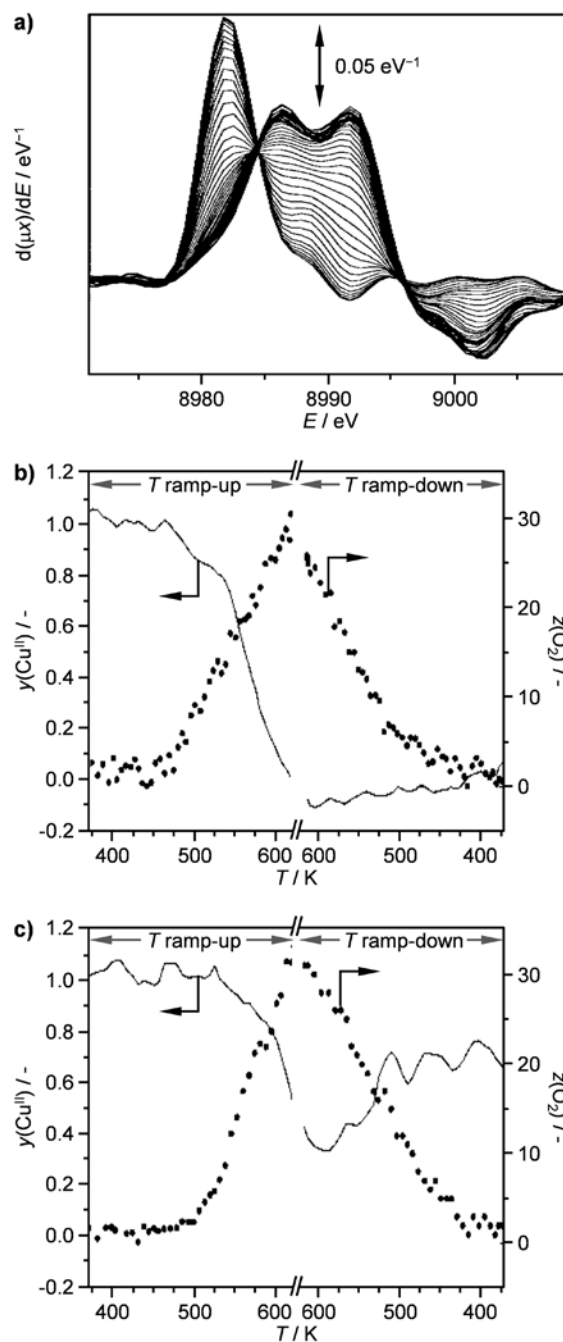 a)
0.05 eV⁻¹
d(μx)/dE / eV⁻¹
8980 8990 9000
E / eV
b)
T ramp-up T ramp-down
1.2
1.0
0.8
0.6
0.4
0.2
0.0
-0.2
y(Cuᴵᴵ) / -
30
20
10
0
z(O₂) / -
400 500 600 600 500 400
T / K
c)
T ramp-up T ramp-down
1.2
1.0
0.8
0.6
0.4
0.2
0.0
-0.2
y(Cuᴵᴵ) / -
30
20
10
0
z(O₂) / -
400 500 600 600 500 400
T / K